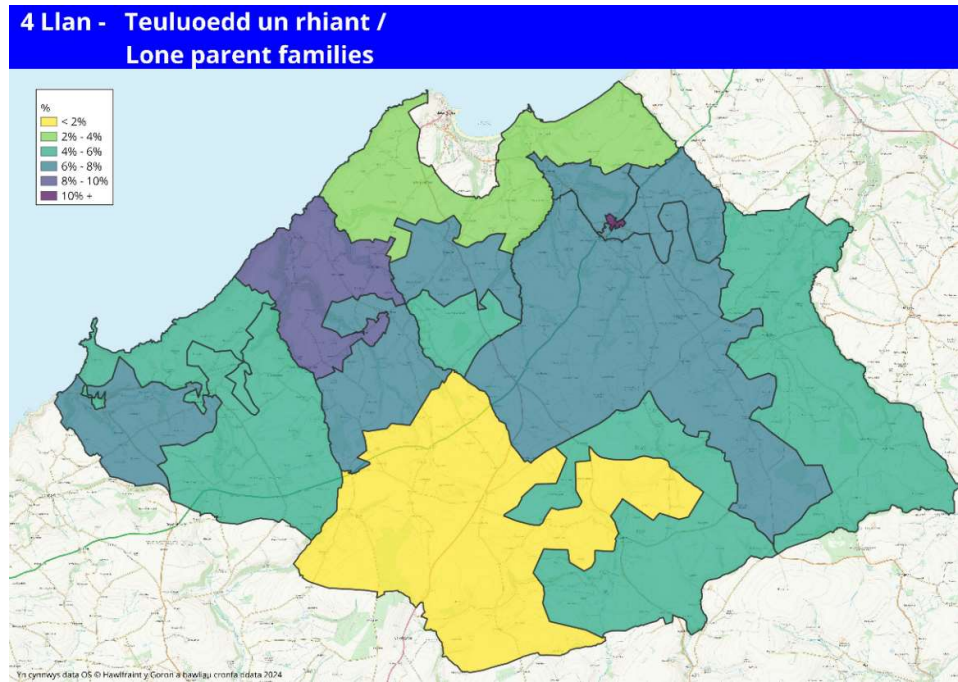 4 Llan - Teuluoedd un rhiant /
Lone parent families
%
< 2%
2% - 4%
4% - 6%
6% - 8%
8% - 10%
10% +
Yn cynnwys data OS © Hawlfraint y Goron a hawliau cronfa ddata 2024